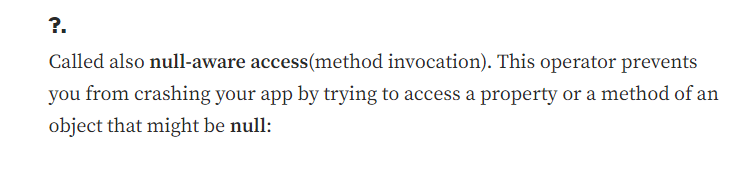 ?.
Called also null-aware access(method invocation). This operator prevents
you from crashing your app by trying to access a property or a method of an
object that might be null: